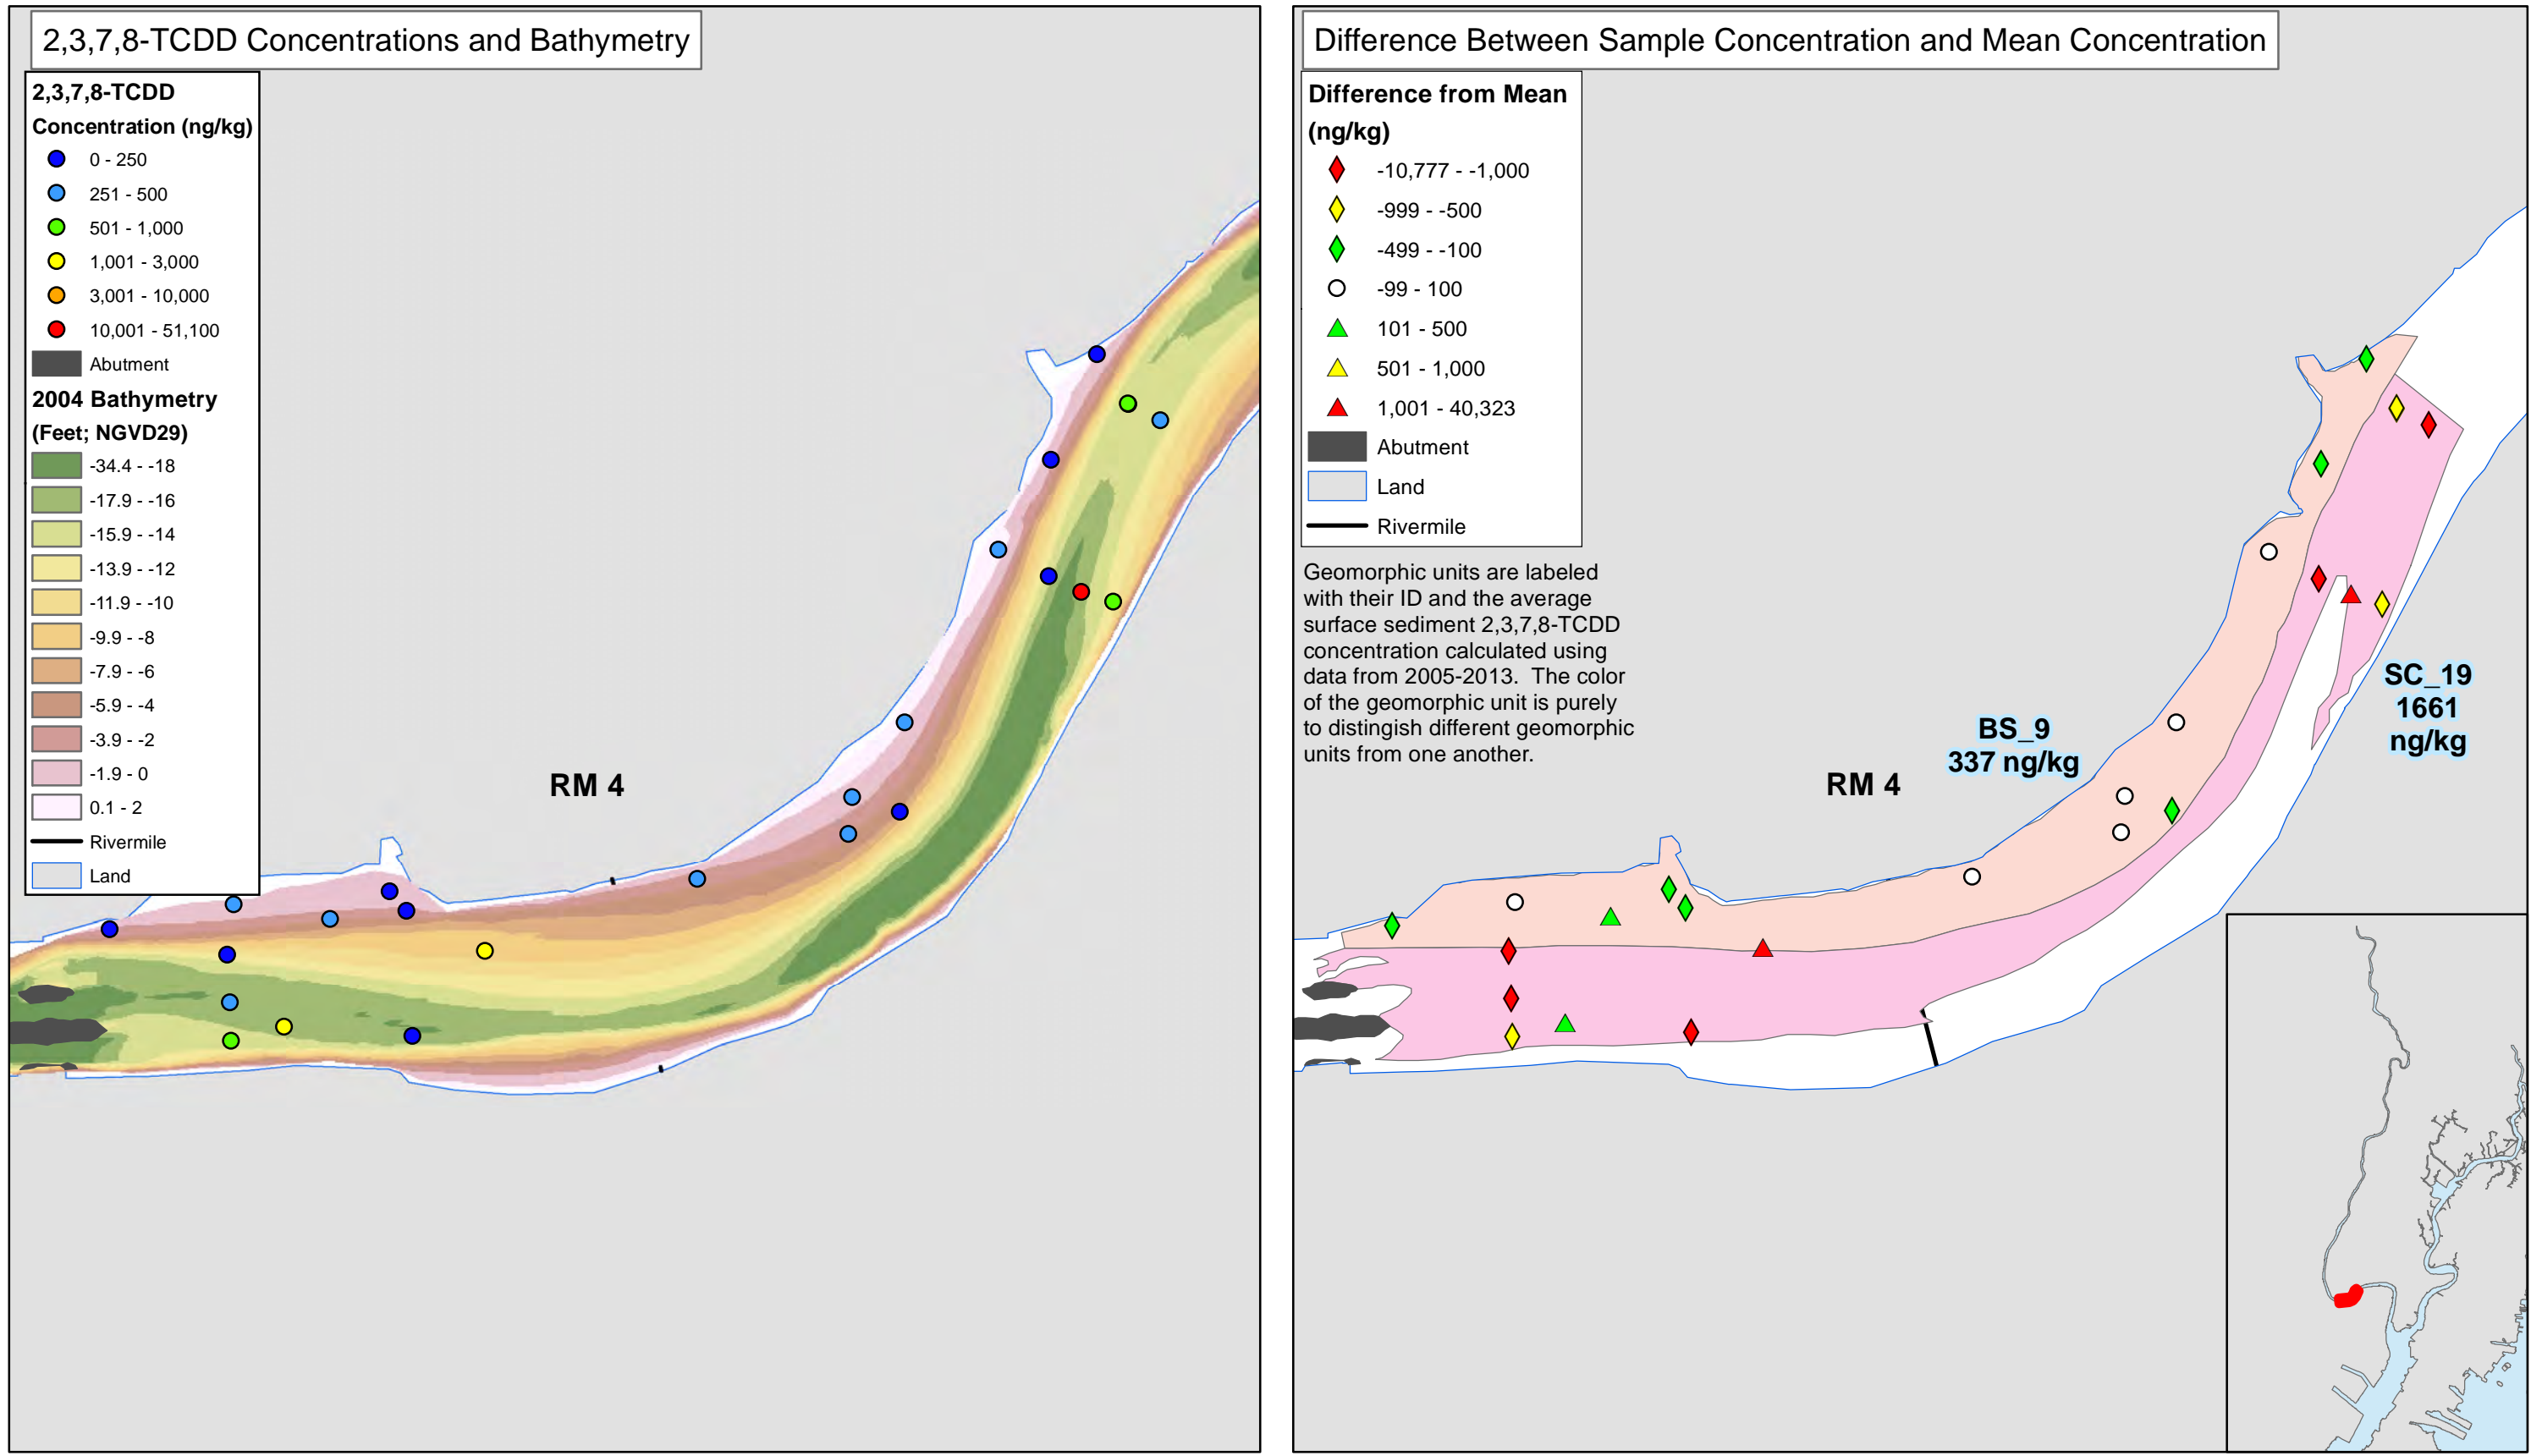 2,3,7,8-TCDD Concentrations and Bathymetry
2,3,7,8-TCDD
Concentration (ng/kg)
0 - 250
251 - 500
501 - 1,000
1,001 - 3,000
3,001 - 10,000
10,001 - 51,100
Abutment
2004 Bathymetry
(Feet; NGVD29)
-34.4 - -18
-17.9 - -16
-15.9 - -14
-13.9 - -12
-11.9 - -10
-9.9 - -8
-7.9 - -6
-5.9 - -4
-3.9 - -2
-1.9 - 0
0.1 - 2
Rivermile
Land
RM 4
Difference Between Sample Concentration and Mean Concentration
Difference from Mean
(ng/kg)
-10,777 - -1,000
-999 - -500
-499 - -100
-99 - 100
101 - 500
501 - 1,000
1,001 - 40,323
Abutment
Land
Rivermile
Geomorphic units are labeled
with their ID and the average
surface sediment 2,3,7,8-TCDD
concentration calculated using
data from 2005-2013.  The color
of the geomorphic unit is purely
to distingish different geomorphic
units from one another.
RM 4
BS_9
337 ng/kg
SC_19
1661
ng/kg